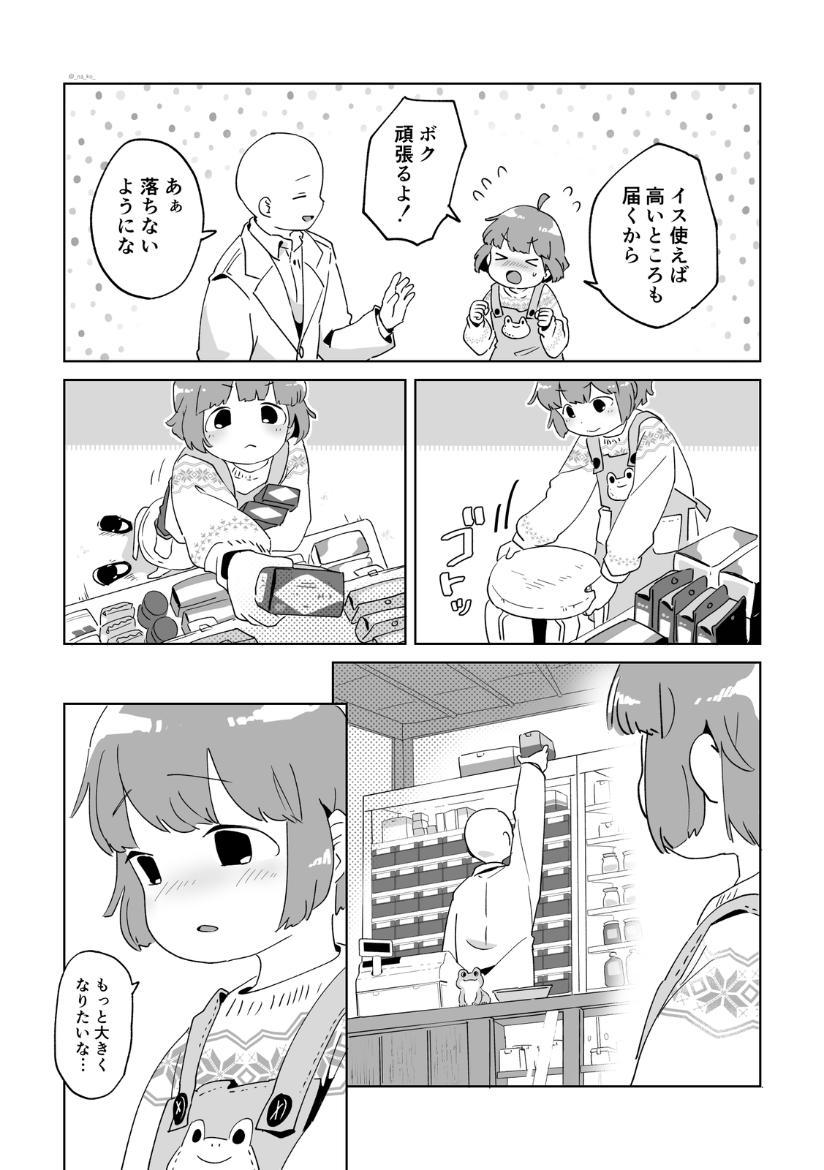 @_na_ko_
イス使えば
高いところも
届くから
ボク
頑張るよ！
あぁ
落ちない
ようにな
ゴトッ
もっと大きく
なりたいな…